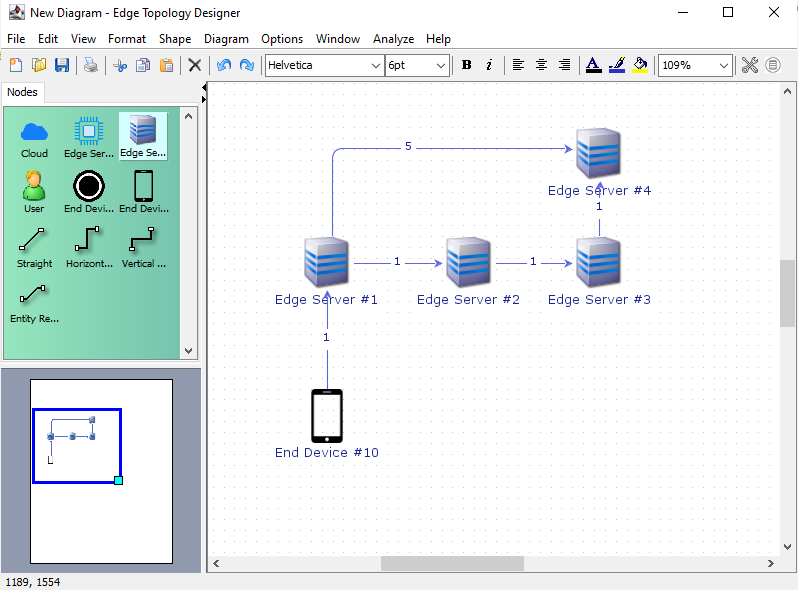 New Diagram - Edge Topology Designer
File Edit View Format Shape Diagram Options Window Analyze Help
Helvetica 6pt B i A 109%
Nodes
Cloud Edge Ser... Edge Se...
User End Devi... End Devi...
Straight Horizont... Vertical ...
Entity Re...
5
Edge Server #4
1
1 1
Edge Server #1 Edge Server #2 Edge Server #3
1
End Device #10
1189, 1554